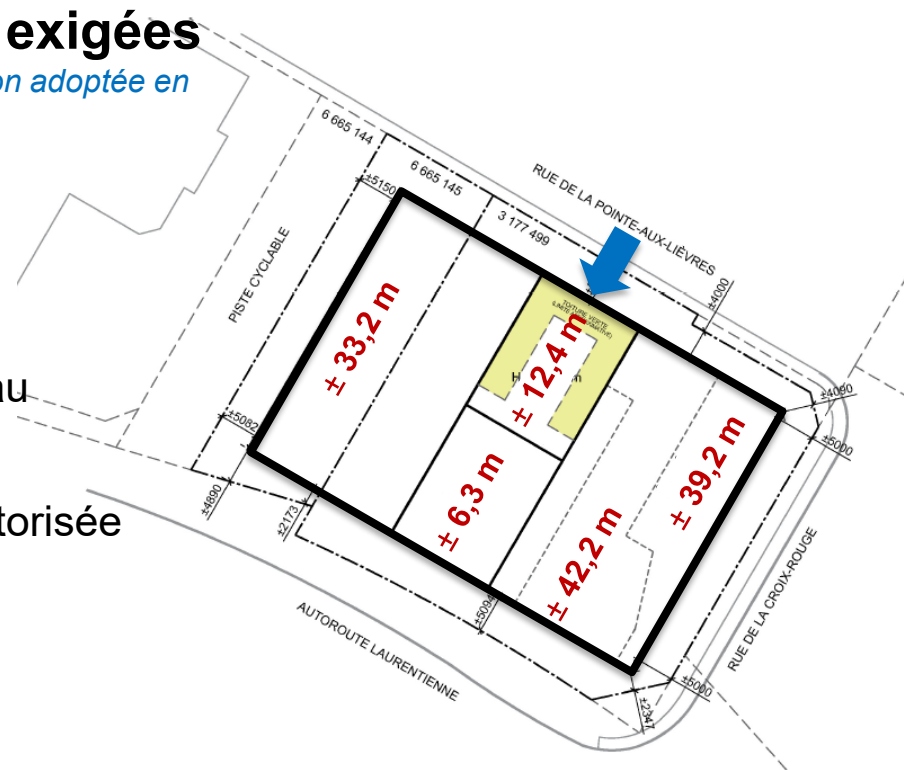 exigées
on adoptée en
6 665 144
6 665 145
3 177 499
RUE DE LA POINTE-AUX-LIÈVRES
±5150
±4000
PISTE CYCLABLE
TOITURE VERTE
± 33,2 m
± 12,4 m
au
±4090
±5082
±5000
± 39,2 m
± 6,3 m
±4890
±2173
torisée
± 42,2 m
±5094
RUE DE LA CROIX-ROUGE
AUTOROUTE LAURENTIENNE
±5000
±2347